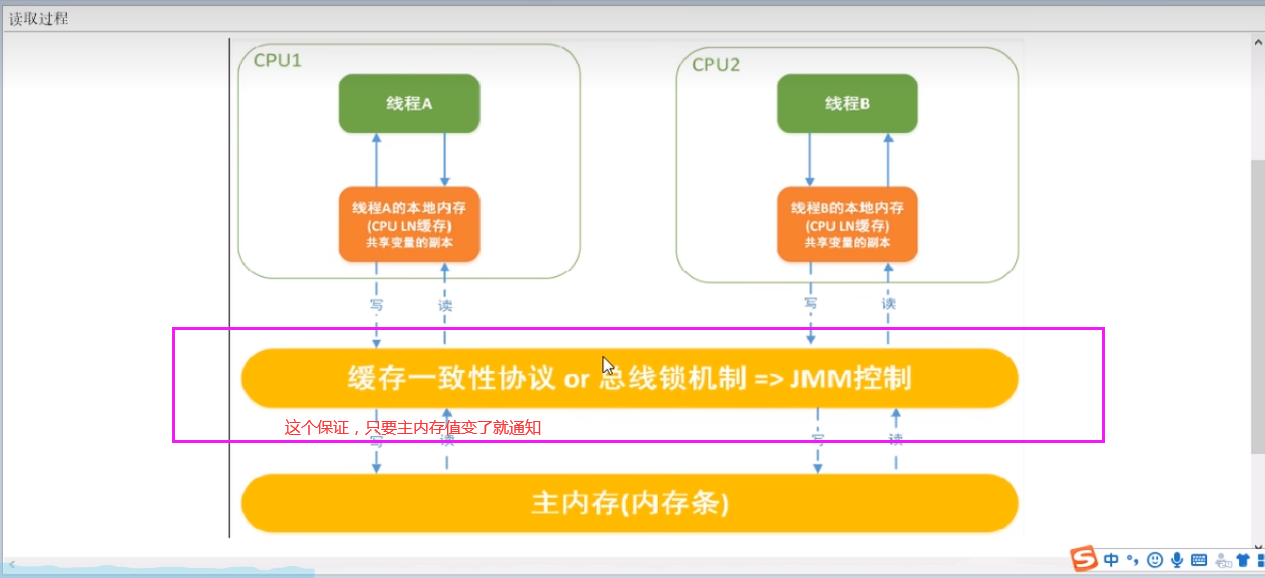 读取过程
CPU1
CPU2
线程A
线程B
线程A的本地内存
(CPU LN缓存)
共享变量的副本
线程B的本地内存
(CPU LN缓存)
共享变量的副本
写
读
写
读
缓存一致性协议 or 总线锁机制 => JMM控制
这个保证，只要主内存值变了就通知
写
读
写
读
主内存(内存条)
S 中